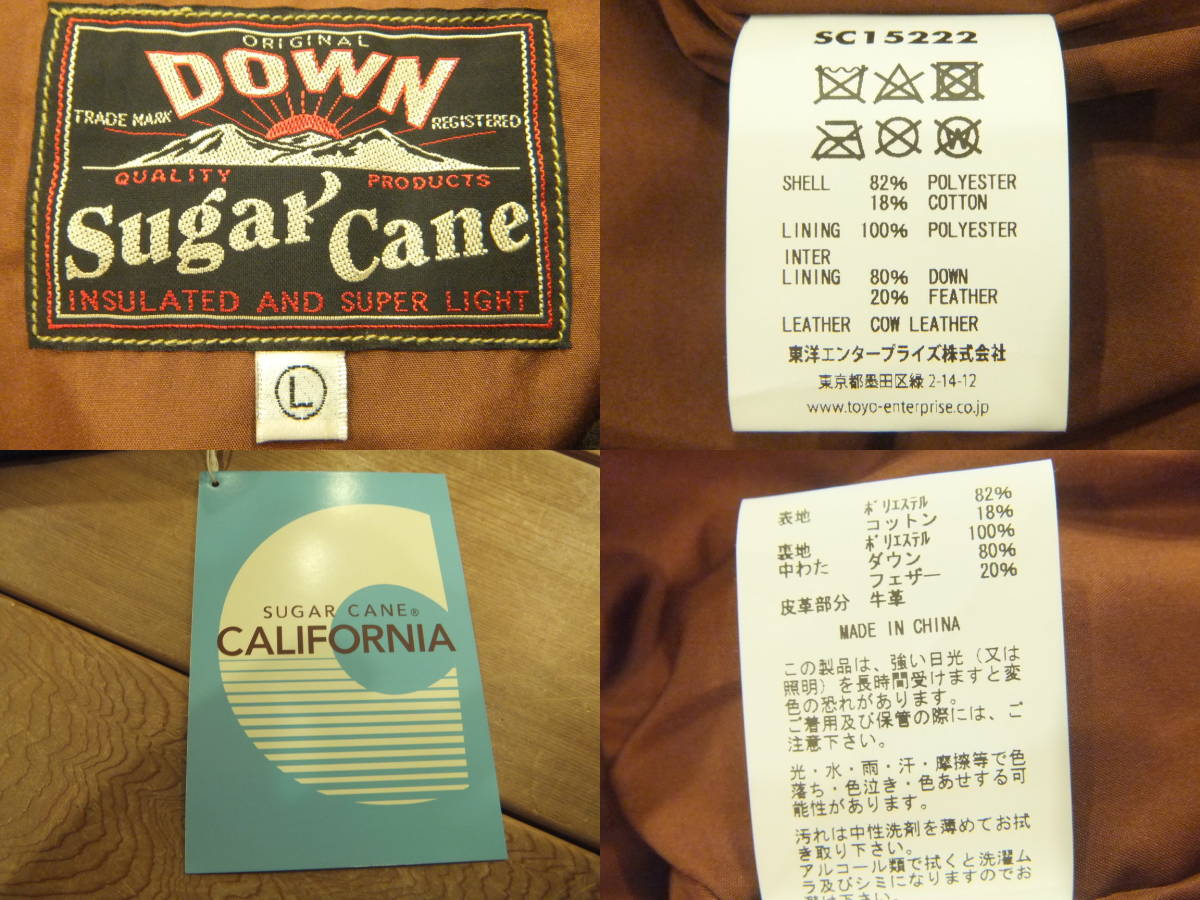 ORIGINAL
DOWN
TRADE MARK REGISTERED
QUALITY PRODUCTS
Sugar Cane
INSULATED AND SUPER LIGHT
L
SC15222
W
SHELL 82% POLYESTER
18% COTTON
LINING 100% POLYESTER
INTER
LINING 80% DOWN
20% FEATHER
LEATHER COW LEATHER
東洋エンタープライズ株式会社
東京都墨田区緑 2-14-12
www.toyo-enterprise.co.jp
SUGAR CANE®
CALIFORNIA
表地 ポリエステル 82%
コットン 18%
裏地 ポリエステル 100%
中わた ダウン 80%
フェザー 20%
皮革部分 牛革
MADE IN CHINA
この製品は、強い日光（又は
照明）を長時間受けますと変
色の恐れがあります。
ご着用及び保管の際には、ご
注意下さい。
光・水・雨・汗・摩擦等で色
落ち・色泣き・色あせする可
能性があります。
汚れは中性洗剤を薄めてお拭
き取り下さい。
アルコール類で拭くと洗濯ム
ラ及びシミになりますのでお